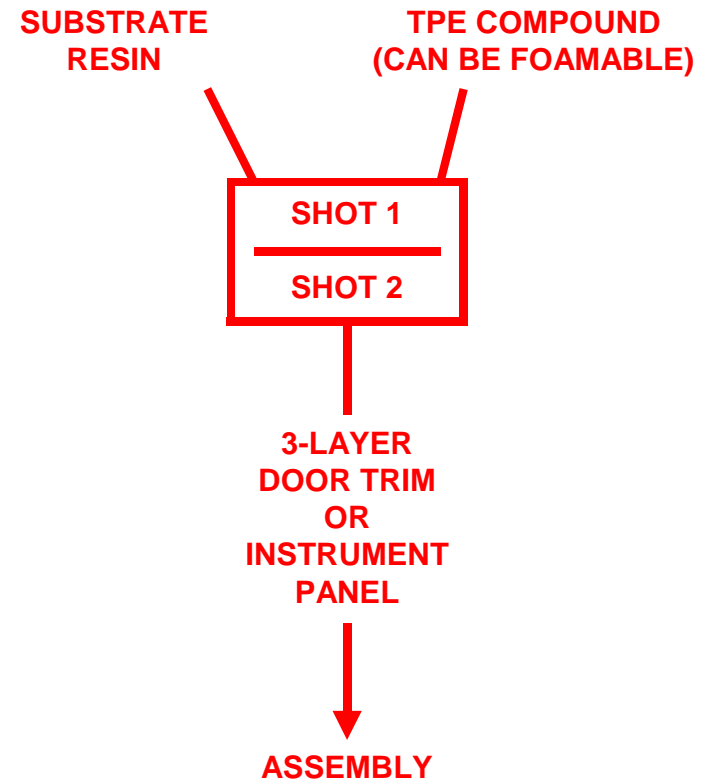 SUBSTRATE
RESIN
TPE COMPOUND
(CAN BE FOAMABLE)
SHOT 1
SHOT 2
3-LAYER
DOOR TRIM
OR
INSTRUMENT
PANEL
ASSEMBLY